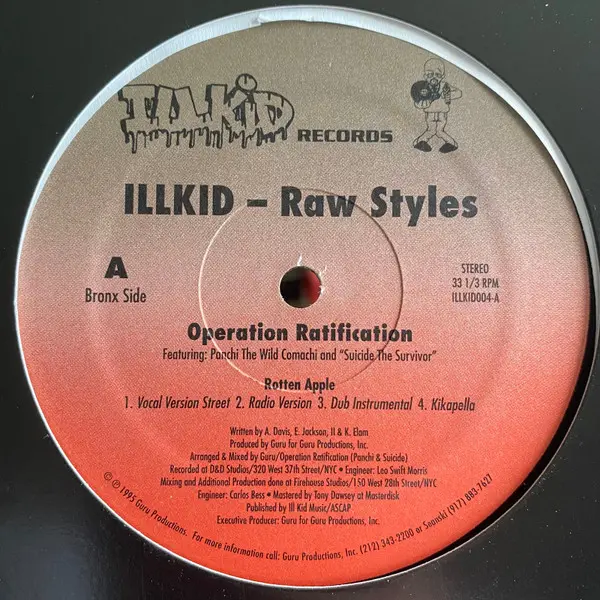 ILLKID RECORDS
ILLKID – Raw Styles
A
Bronx Side
STEREO
33 1/3 RPM
ILLKID004-A
Operation Ratification
Featuring: Panchi The Wild Comachi and "Suicide The Survivor"
Rotten Apple
1. Vocal Version Street 2. Radio Version 3. Dub Instrumental 4. Kikapella
Written by A. Davis, E. Jackson, II & K. Elam
Produced by Guru for Guru Productions, Inc.
Arranged & Mixed by Guru/Operation Ratification (Panchi & Suicide)
Recorded at D&D Studios/320 West 37th Street/NYC • Engineer: Leo Swift Morris
Mixing and Additional Production done at Firehouse Studios/150 West 28th Street/NYC
Engineer: Carlos Bess • Mastered by Tony Dawsey at Masterdisk
Published by Ill Kid Music/ASCAP
Executive Producer: Guru for Guru Productions, Inc.
© ℗ 1995 Guru Productions. For more information call: Guru Productions, Inc. (212) 343-2200 or Seanski (917) 883-7627